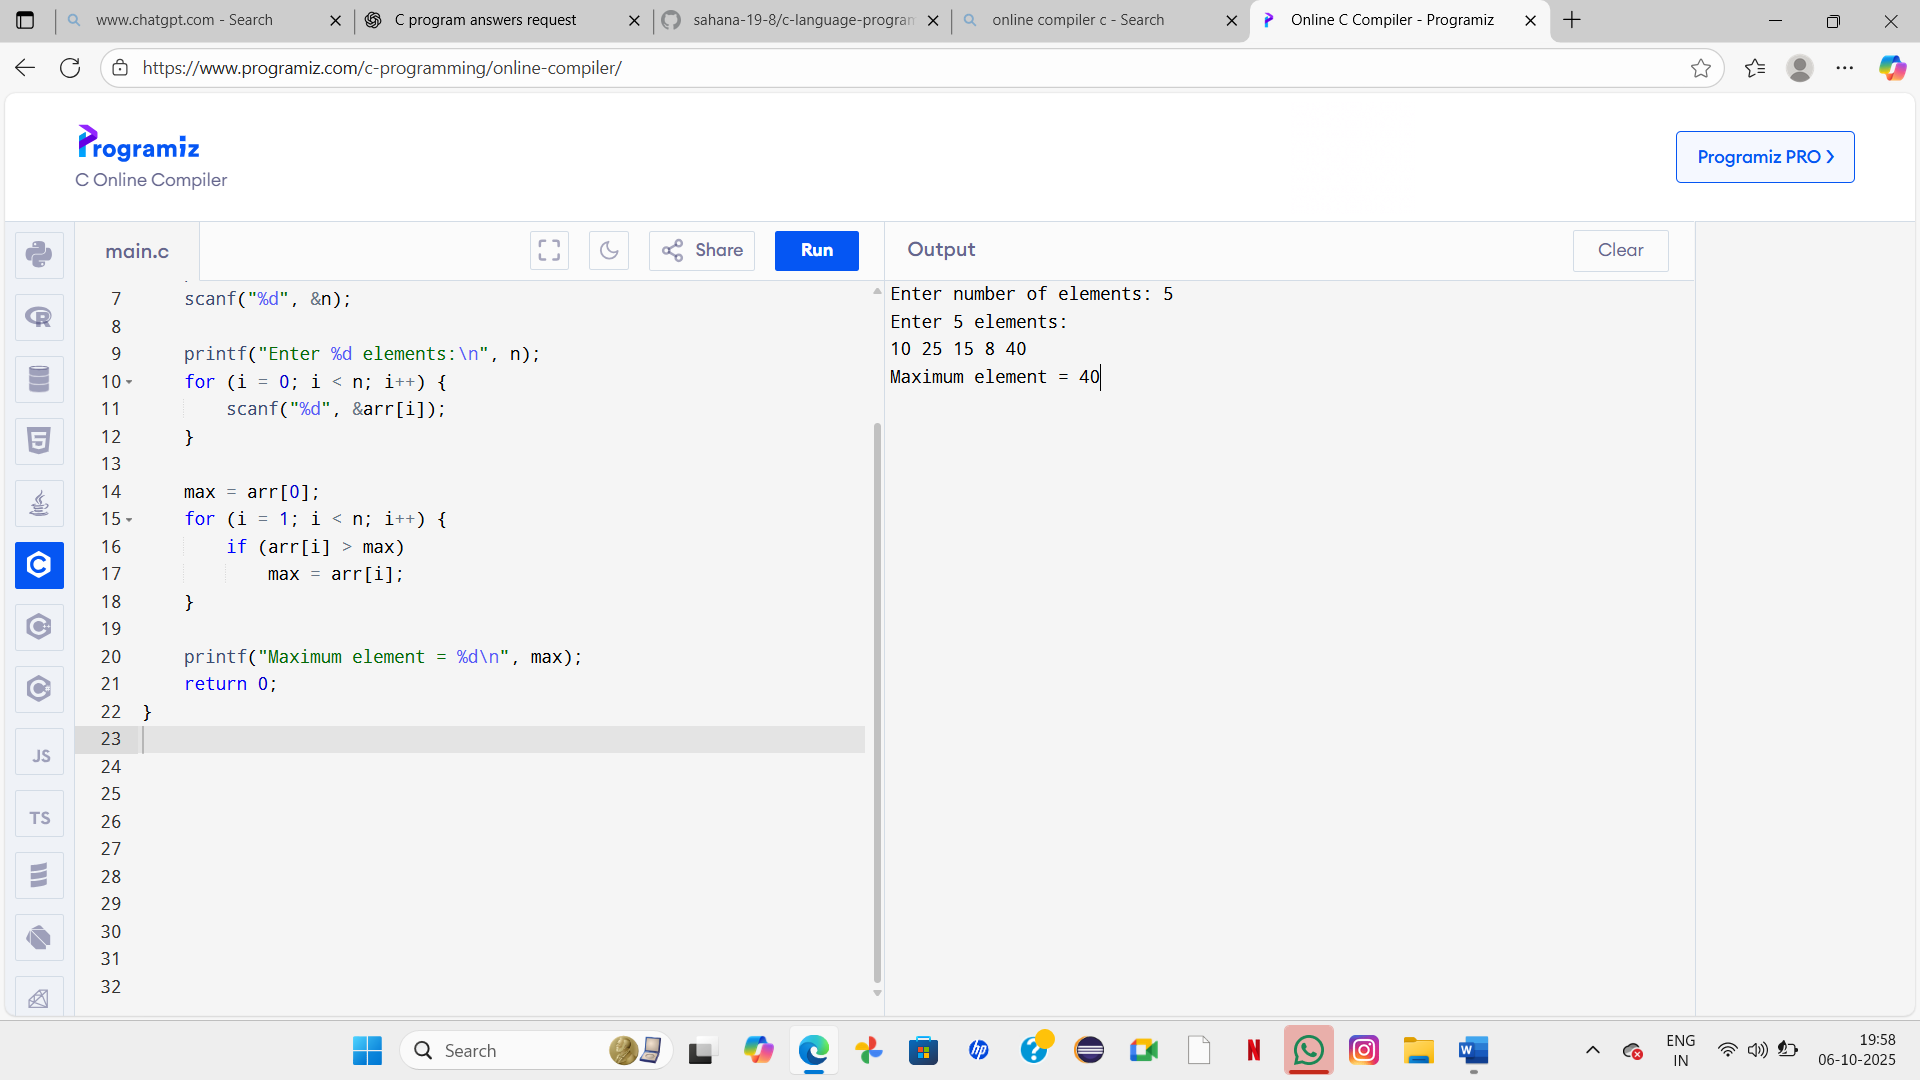 www.chatgpt.com - Search
C program answers request
sahana-19-8/c-language-program
online compiler c - Search
Online C Compiler - Programiz
https://www.programiz.com/c-programming/online-compiler/
Programiz
C Online Compiler
Programiz PRO
main.c
Share
Run
Output
Clear
7 scanf("%d", &n);
8
9 printf("Enter %d elements:\n", n);
10 for (i = 0; i < n; i++) {
11 scanf("%d", &arr[i]);
12 }
13
14 max = arr[0];
15 for (i = 1; i < n; i++) {
16 if (arr[i] > max)
17 max = arr[i];
18 }
19
20 printf("Maximum element = %d\n", max);
21 return 0;
22 }
23
24
25
26
27
28
29
30
31
32
Enter number of elements: 5
Enter 5 elements:
10 25 15 8 40
Maximum element = 40
JS
TS
Search
ENG
IN
19:58
06-10-2025